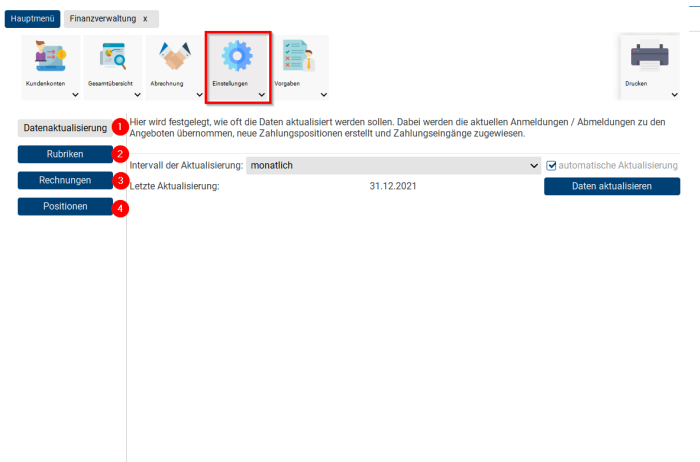 Hauptmenü
Finanzverwaltung x
Kundenkonten
Gesamtübersicht
Abrechnung
Einstellungen
Vorgaben
Drucken
Datenaktualisierung 1
Hier wird festgelegt, wie oft die Daten aktualisiert werden sollen. Dabei werden die aktuellen Anmeldungen / Abmeldungen zu den
Angeboten übernommen, neue Zahlungspositionen erstellt und Zahlungseingänge zugewiesen.
Rubriken 2
Intervall der Aktualisierung: monatlich
automatische Aktualisierung
Rechnungen 3
Letzte Aktualisierung: 31.12.2021
Daten aktualisieren
Positionen 4